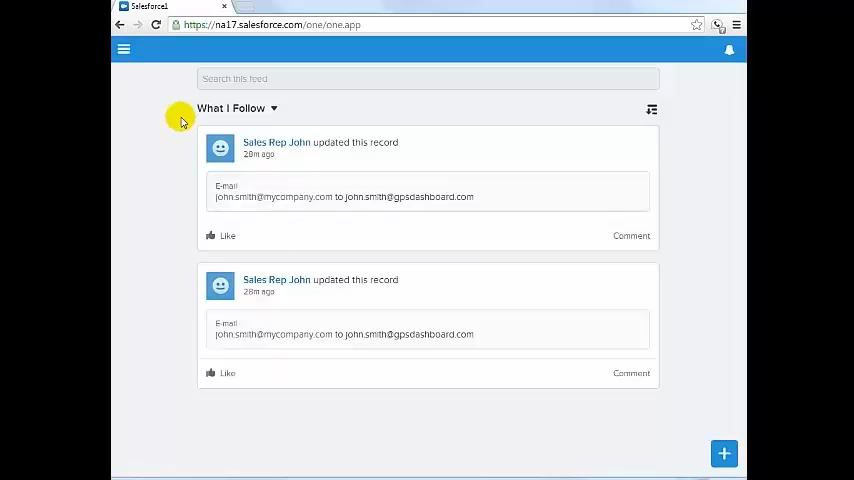 Salesforce1
https://na17.salesforce.com/one/one.app
Search this feed
What I Follow
Sales Rep John updated this record
28m ago
E-mail
john.smith@mycompany.com to john.smith@gpsdashboard.com
Like
Comment
Sales Rep John updated this record
28m ago
E-mail
john.smith@mycompany.com to john.smith@gpsdashboard.com
Like
Comment